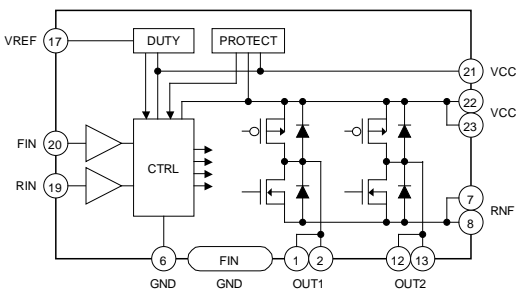 VREF 17 DUTY PROTECT
21 VCC
22 VCC
23
FIN 20
CTRL
RIN 19
7 RNF
8
6 FIN 1 2 12 13
GND GND OUT1 OUT2